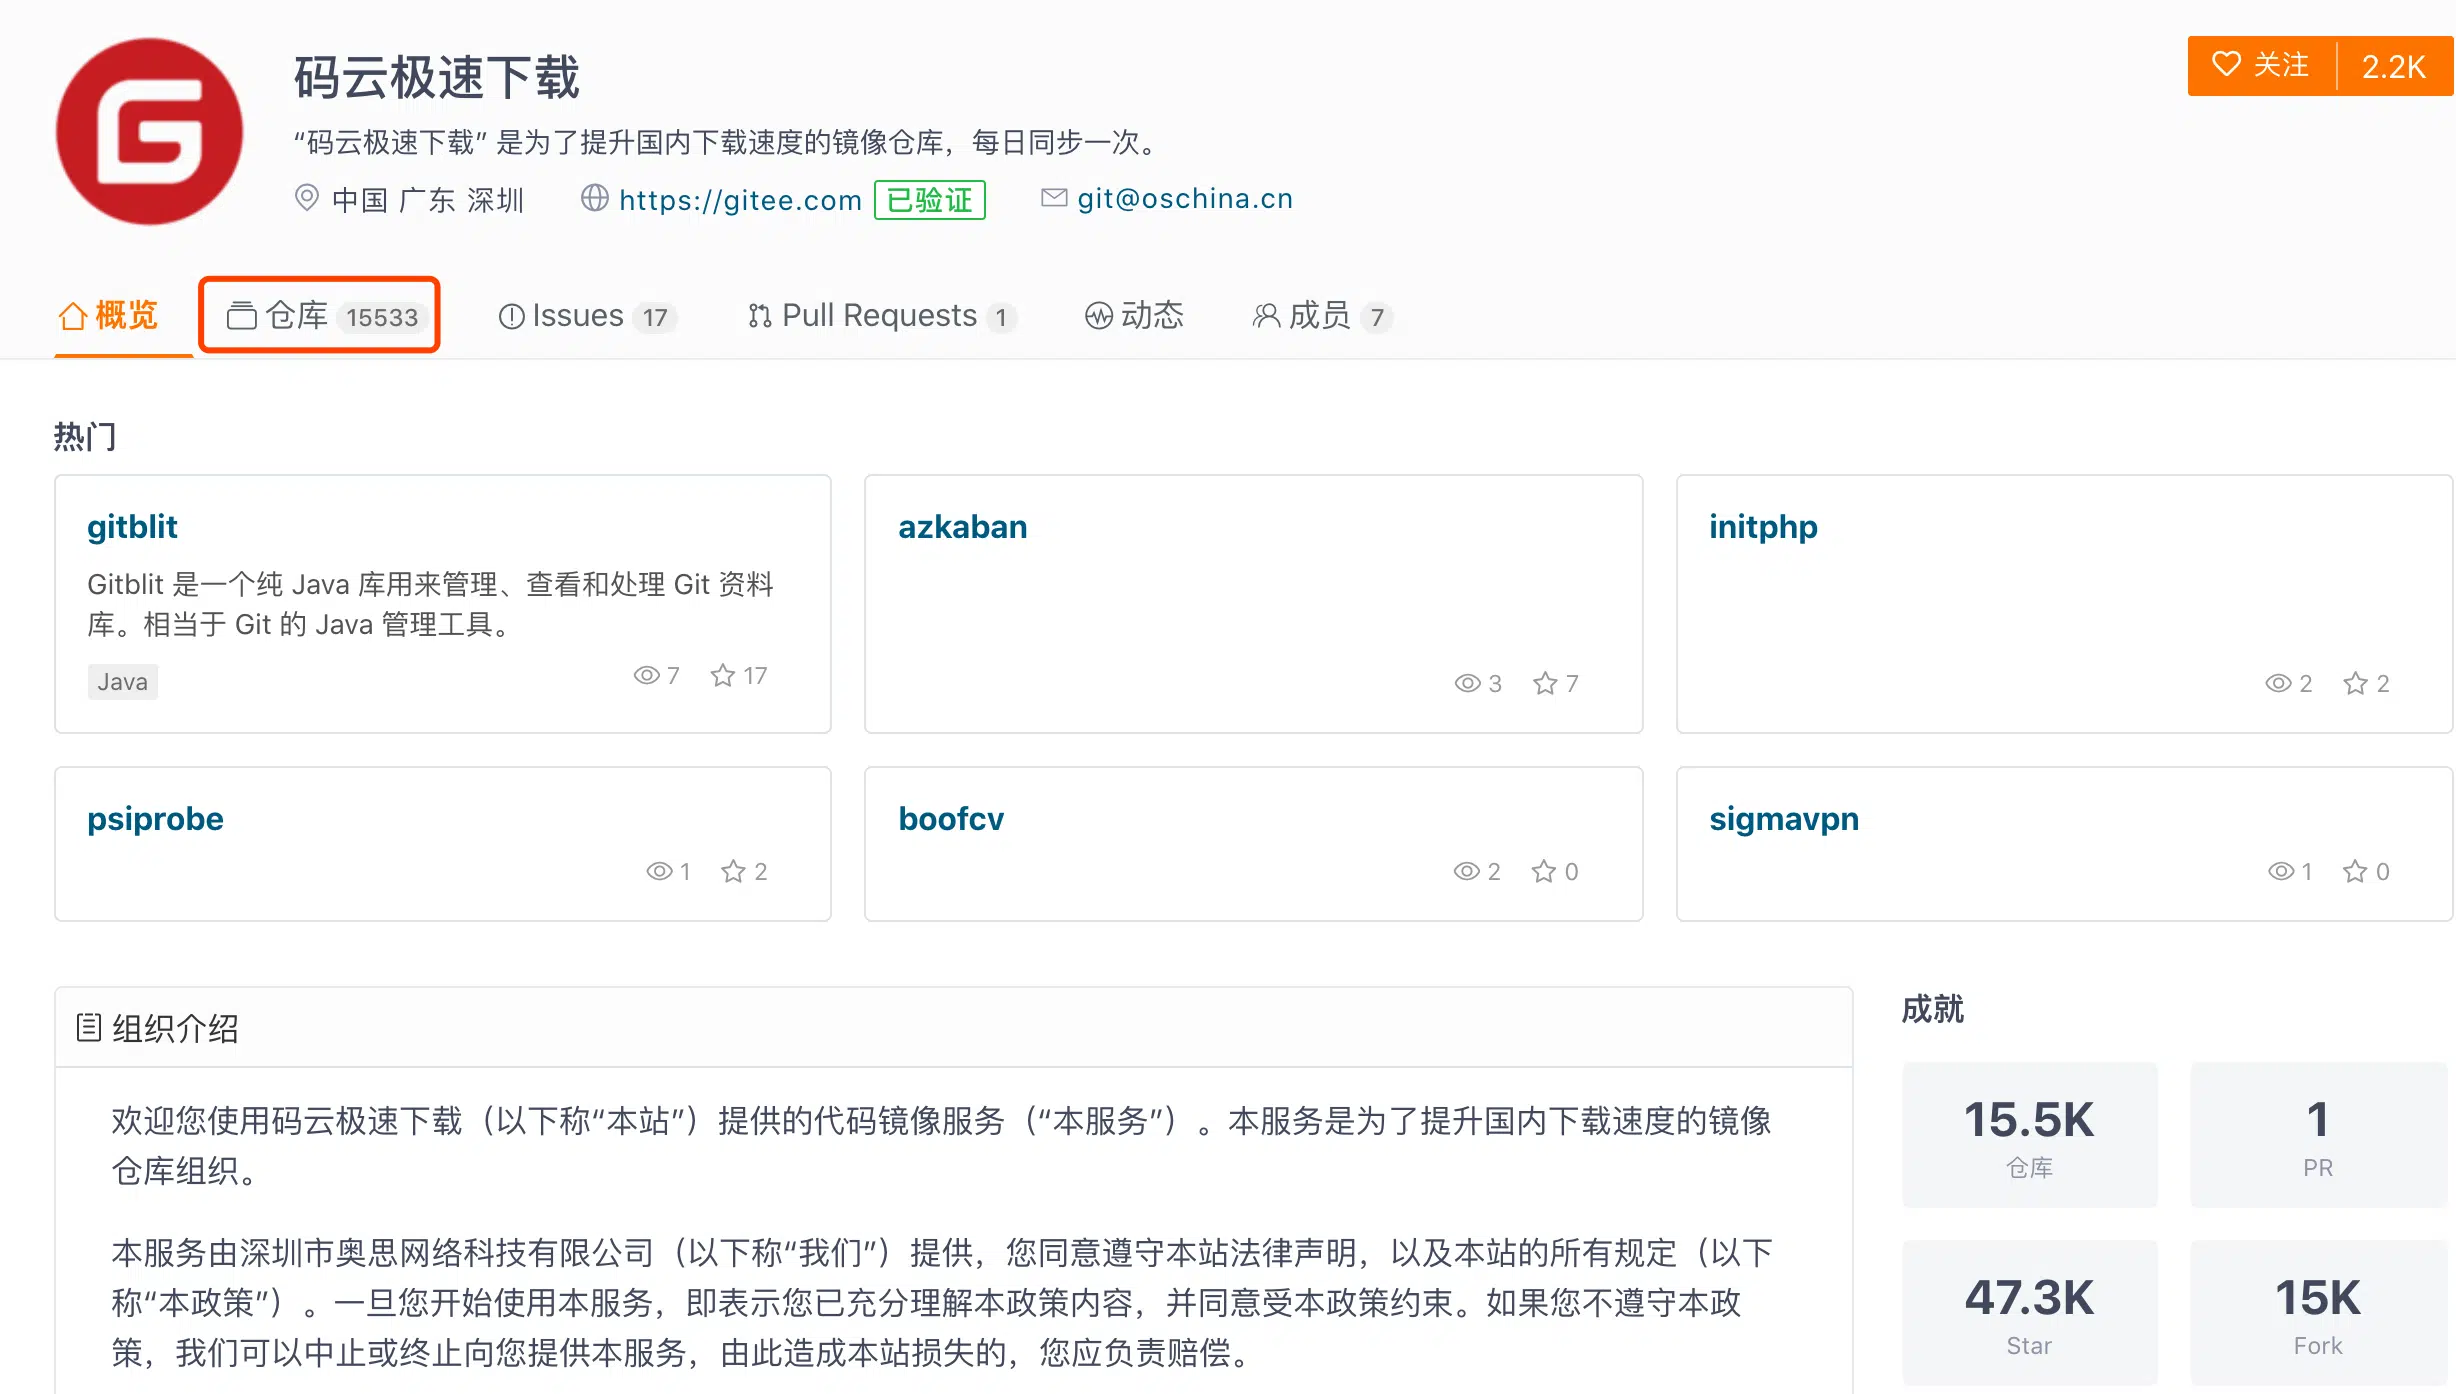 码云极速下载
关注 2.2K
“码云极速下载” 是为了提升国内下载速度的镜像仓库，每日同步一次。
中国 广东 深圳 https://gitee.com 已验证 git@oschina.cn
概览 仓库 15533 Issues 17 Pull Requests 1 动态 成员 7
热门
gitblit
Gitblit 是一个纯 Java 库用来管理、查看和处理 Git 资料
库。相当于 Git 的 Java 管理工具。
Java 7 17
azkaban
3 7
initphp
2 2
psiprobe
1 2
boofcv
2 0
sigmavpn
1 0
组织介绍
欢迎您使用码云极速下载（以下称“本站”）提供的代码镜像服务（“本服务”）。本服务是为了提升国内下载速度的镜像
仓库组织。
本服务由深圳市奥思网络科技有限公司（以下称“我们”）提供，您同意遵守本站法律声明，以及本站的所有规定（以下
称“本政策”）。一旦您开始使用本服务，即表示您已充分理解本政策内容，并同意受本政策约束。如果您不遵守本政
策，我们可以中止或终止向您提供本服务，由此造成本站损失的，您应负责赔偿。
成就
15.5K
仓库
1
PR
47.3K
Star
15K
Fork